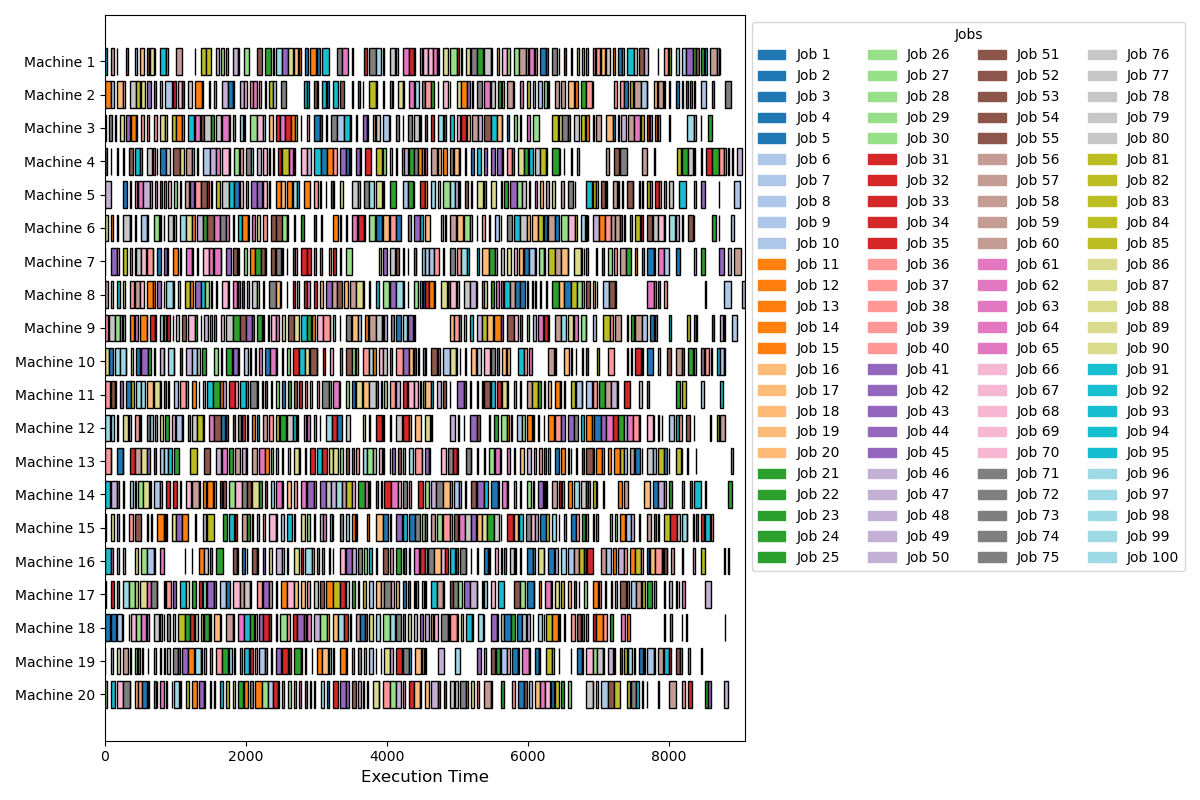 Machine 1
Machine 2
Machine 3
Machine 4
Machine 5
Machine 6
Machine 7
Machine 8
Machine 9
Machine 10
Machine 11
Machine 12
Machine 13
Machine 14
Machine 15
Machine 16
Machine 17
Machine 18
Machine 19
Machine 20
0 2000 4000 6000 8000
Execution Time
Jobs
Job 1 Job 26 Job 51 Job 76
Job 2 Job 27 Job 52 Job 77
Job 3 Job 28 Job 53 Job 78
Job 4 Job 29 Job 54 Job 79
Job 5 Job 30 Job 55 Job 80
Job 6 Job 31 Job 56 Job 81
Job 7 Job 32 Job 57 Job 82
Job 8 Job 33 Job 58 Job 83
Job 9 Job 34 Job 59 Job 84
Job 10 Job 35 Job 60 Job 85
Job 11 Job 36 Job 61 Job 86
Job 12 Job 37 Job 62 Job 87
Job 13 Job 38 Job 63 Job 88
Job 14 Job 39 Job 64 Job 89
Job 15 Job 40 Job 65 Job 90
Job 16 Job 41 Job 66 Job 91
Job 17 Job 42 Job 67 Job 92
Job 18 Job 43 Job 68 Job 93
Job 19 Job 44 Job 69 Job 94
Job 20 Job 45 Job 70 Job 95
Job 21 Job 46 Job 71 Job 96
Job 22 Job 47 Job 72 Job 97
Job 23 Job 48 Job 73 Job 98
Job 24 Job 49 Job 74 Job 99
Job 25 Job 50 Job 75 Job 100